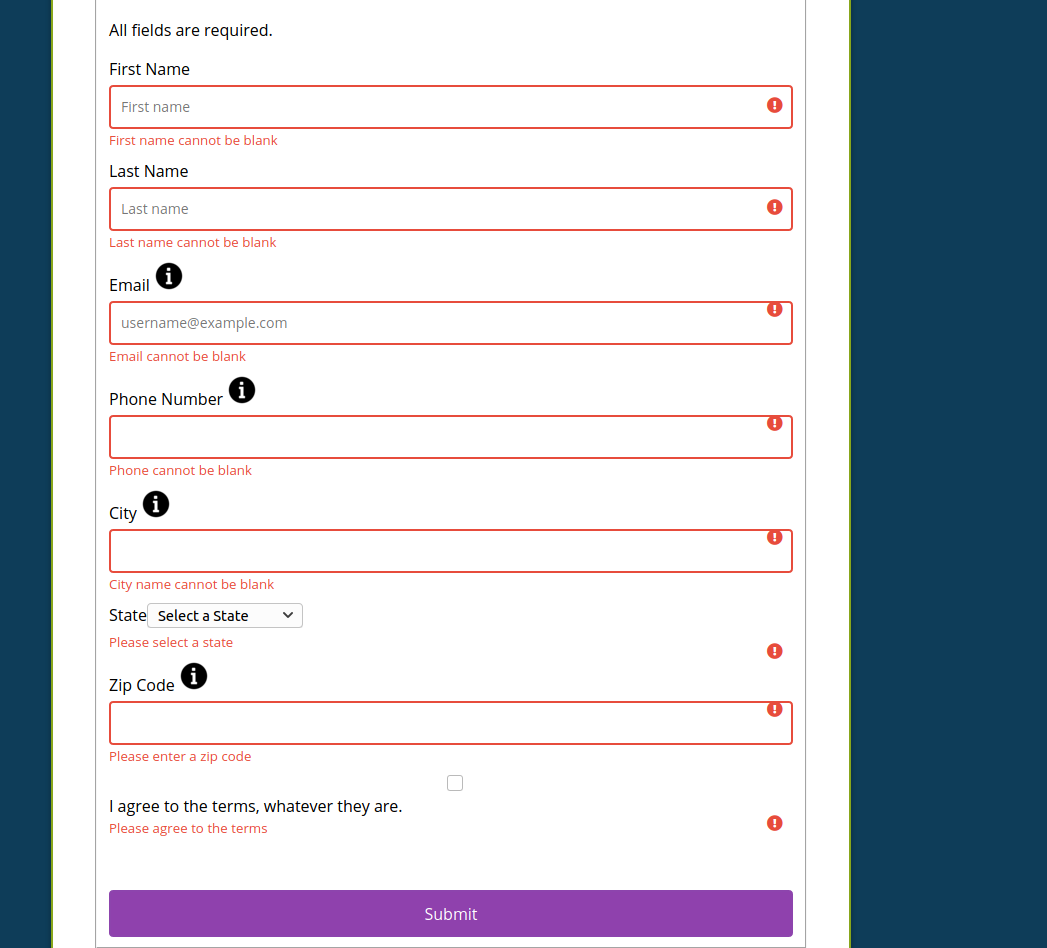 All fields are required.
First Name
First name
First name cannot be blank
Last Name
Last name
Last name cannot be blank
Email
username@example.com
Email cannot be blank
Phone Number
Phone cannot be blank
City
City name cannot be blank
State Select a State
Please select a state
Zip Code
Please enter a zip code
I agree to the terms, whatever they are.
Please agree to the terms
Submit